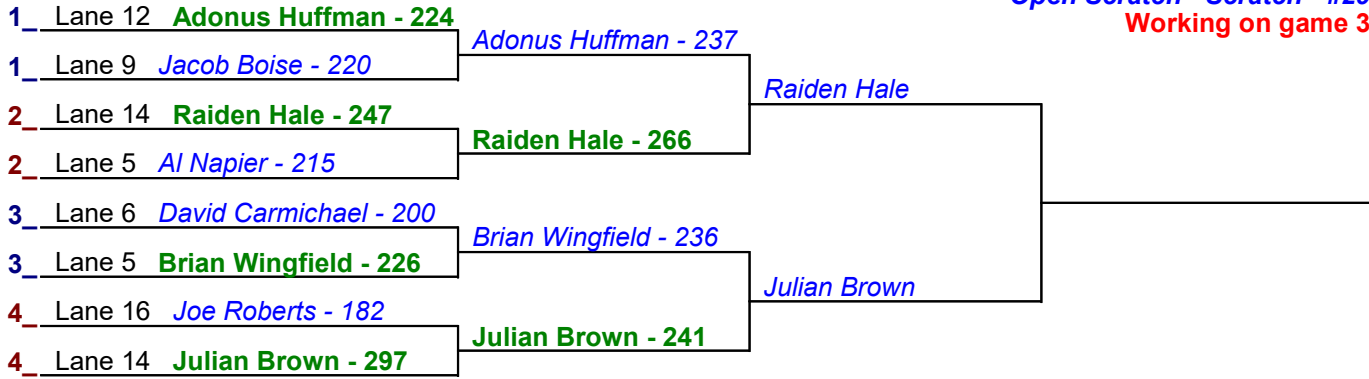 Working on game 3
1_ Lane 12 Adonus Huffman - 224
Adonus Huffman - 237
1_ Lane 9 Jacob Boise - 220
Raiden Hale
2_ Lane 14 Raiden Hale - 247
Raiden Hale - 266
2_ Lane 5 Al Napier - 215
3_ Lane 6 David Carmichael - 200
Brian Wingfield - 236
3_ Lane 5 Brian Wingfield - 226
Julian Brown
4_ Lane 16 Joe Roberts - 182
Julian Brown - 241
4_ Lane 14 Julian Brown - 297